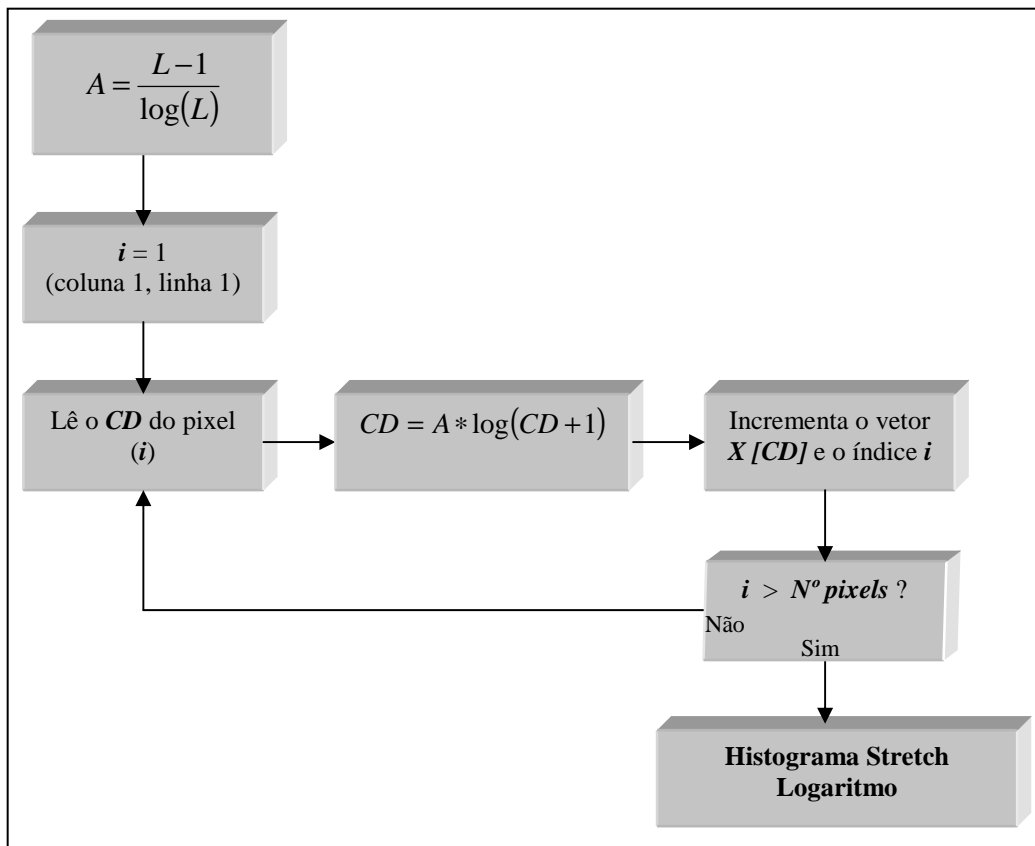 A = \frac{L-1}{\log(L)}
i = 1
(coluna 1, linha 1)
Lê o CD do pixel
(i)
CD = A * log(CD + 1)
Incrementa o vetor
X [CD] e o índice i
i > Nº pixels ?
Não
Sim
Histograma Stretch
Logaritmo